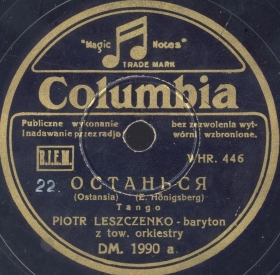 "Magic Notes"
TRADE MARK
Columbia
Publiczne wykonanie
i nadawanie przez radjo
bez zezwolenia wyt-
wórni wzbronione.
B.I.E.M.
WHR. 446
22. ОСТАНЬСЯ
(Ostansia) (E. Hönigsberg)
Tango
PIOTR LESZCZENKO - baryton
z tow. orkiestry
DM. 1990 a